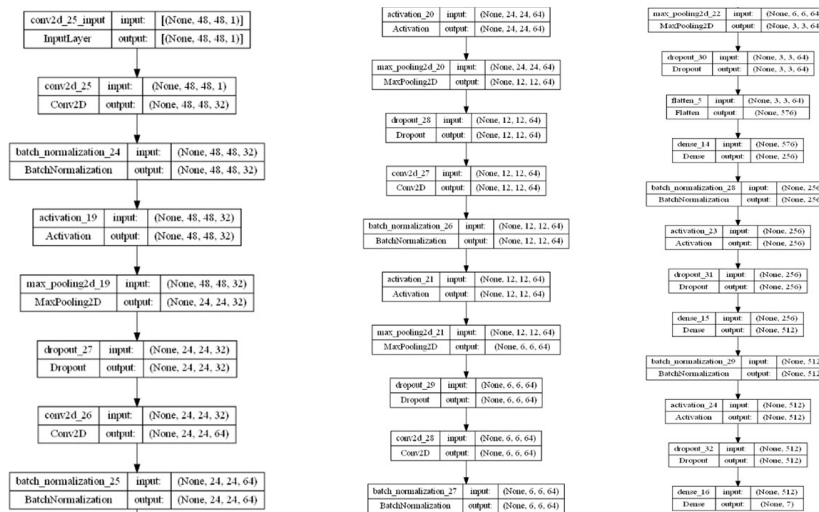 conv2d_25_input input: [(None, 48, 48, 1)]
InputLayer output: [(None, 48, 48, 1)]
conv2d_25 input: (None, 48, 48, 1)
Conv2D output: (None, 48, 48, 32)
batch_normalization_24 input: (None, 48, 48, 32)
BatchNormalization output: (None, 48, 48, 32)
activation_19 input: (None, 48, 48, 32)
Activation output: (None, 48, 48, 32)
max_pooling2d_19 input: (None, 48, 48, 32)
MaxPooling2D output: (None, 24, 24, 32)
dropout_27 input: (None, 24, 24, 32)
Dropout output: (None, 24, 24, 32)
conv2d_26 input: (None, 24, 24, 32)
Conv2D output: (None, 24, 24, 64)
batch_normalization_25 input: (None, 24, 24, 64)
BatchNormalization output: (None, 24, 24, 64)
activation_20 input: (None, 24, 24, 64)
Activation output: (None, 24, 24, 64)
max_pooling2d_20 input: (None, 24, 24, 64)
MaxPooling2D output: (None, 12, 12, 64)
dropout_28 input: (None, 12, 12, 64)
Dropout output: (None, 12, 12, 64)
conv2d_27 input: (None, 12, 12, 64)
Conv2D output: (None, 12, 12, 64)
batch_normalization_26 input: (None, 12, 12, 64)
BatchNormalization output: (None, 12, 12, 64)
activation_21 input: (None, 12, 12, 64)
Activation output: (None, 12, 12, 64)
max_pooling2d_21 input: (None, 12, 12, 64)
MaxPooling2D output: (None, 6, 6, 64)
dropout_29 input: (None, 6, 6, 64)
Dropout output: (None, 6, 6, 64)
conv2d_28 input: (None, 6, 6, 64)
Conv2D output: (None, 6, 6, 64)
batch_normalization_27 input: (None, 6, 6, 64)
BatchNormalization output: (None, 6, 6, 64)
max_pooling2d_22 input: (None, 6, 6, 64)
MaxPooling2D output: (None, 3, 3, 64)
dropout_30 input: (None, 3, 3, 64)
Dropout output: (None, 3, 3, 64)
flatten_5 input: (None, 3, 3, 64)
Flatten output: (None, 576)
dense_14 input: (None, 576)
Dense output: (None, 256)
batch_normalization_28 input: (None, 256
BatchNormalization output: (None, 256
activation_23 input: (None, 256)
Activation output: (None, 256)
dropout_31 input: (None, 256)
Dropout output: (None, 256)
dense_15 input: (None, 256)
Dense output: (None, 512)
batch_normalization_29 input: (None, 512
BatchNormalization output: (None, 512
activation_24 input: (None, 512)
Activation output: (None, 512)
dropout_32 input: (None, 512)
Dropout output: (None, 512)
dense_16 input: (None, 512)
Dense output: (None, 7)